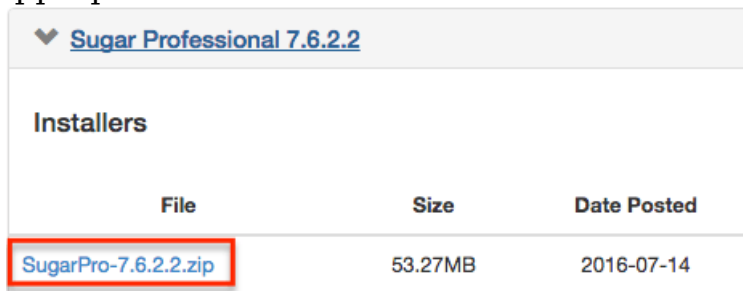 Sugar Professional 7.6.2.2
Installers
File Size Date Posted
SugarPro-7.6.2.2.zip 53.27MB 2016-07-14